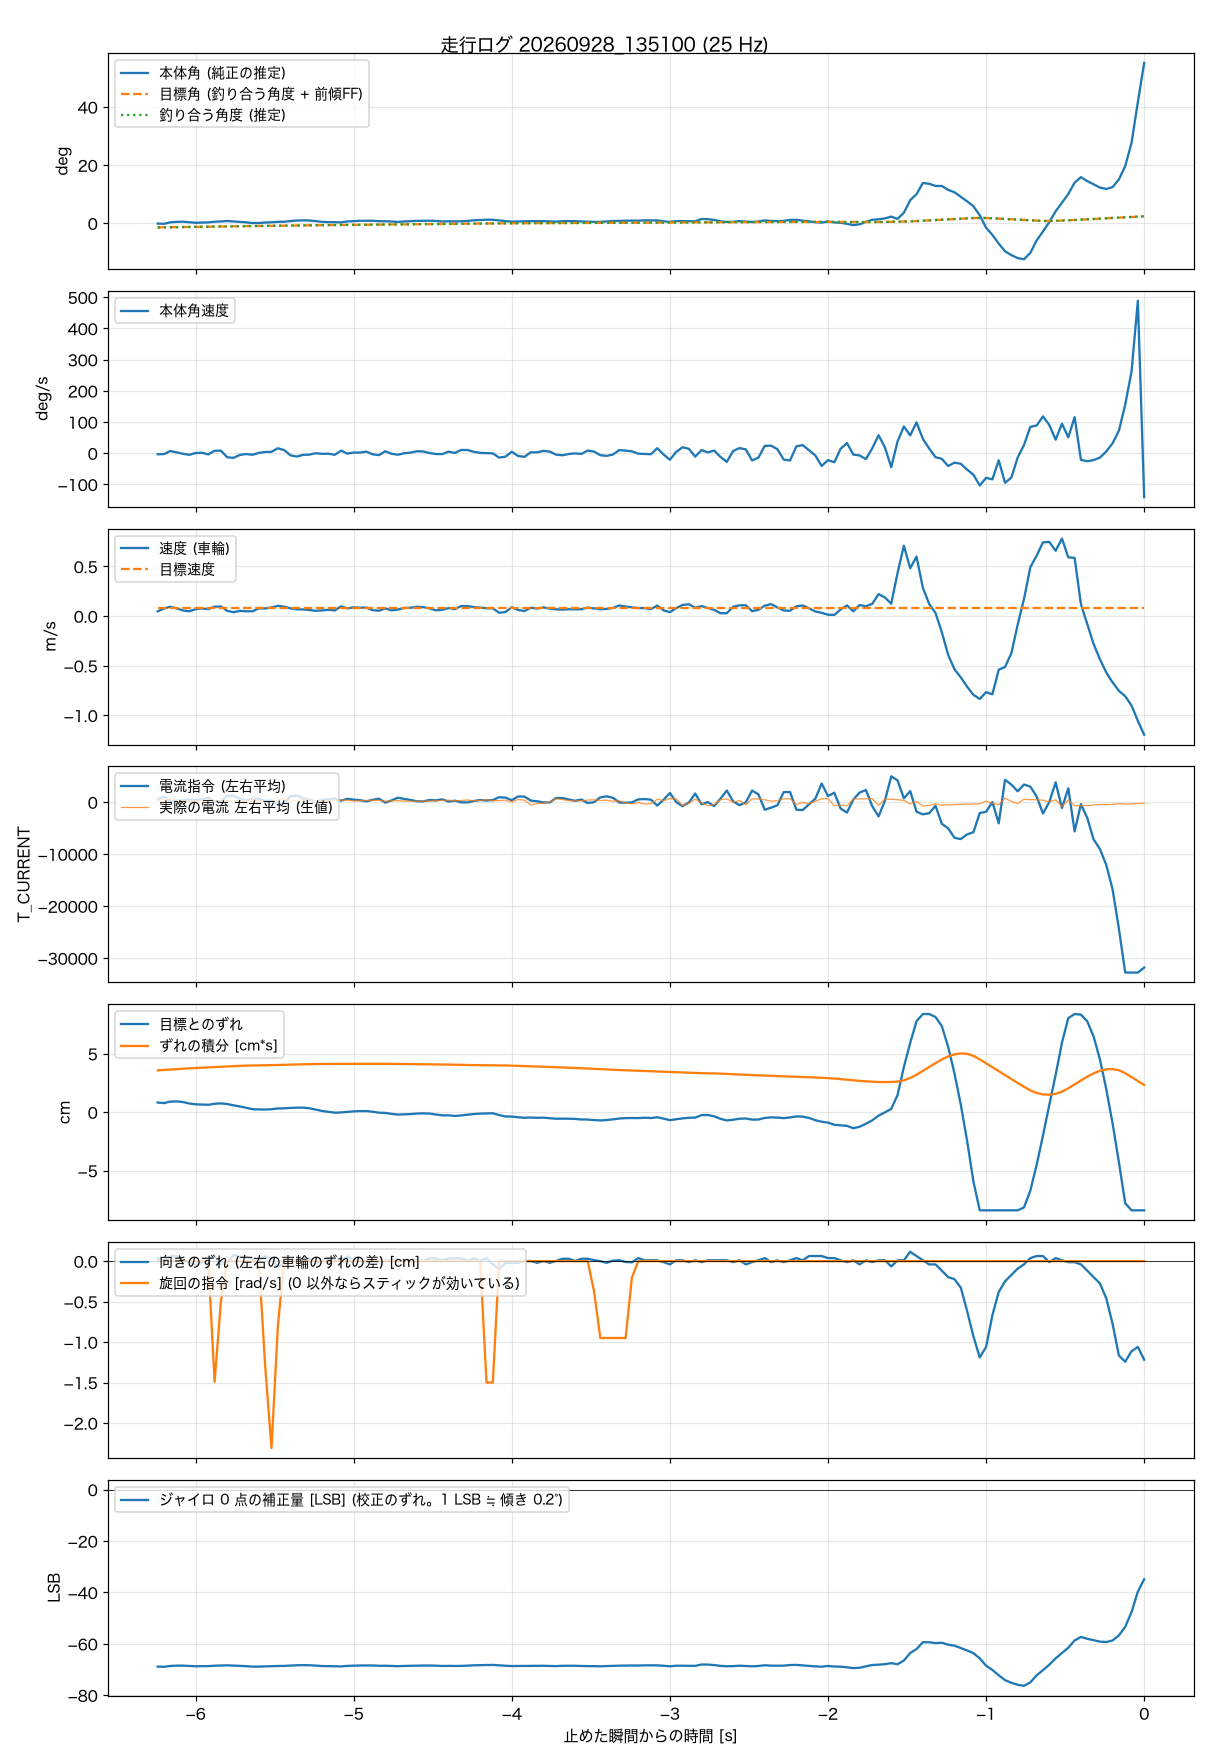 走行ログ 20260928_135100 (25 Hz)
本体角 (純正の推定)
目標角 (釣り合う角度 + 前傾FF)
釣り合う角度 (推定)
deg
40
20
0
本体角速度
deg/s
500
400
300
200
100
0
−100
速度 (車輪)
目標速度
m/s
0.5
0.0
−0.5
−1.0
電流指令 (左右平均)
実際の電流 左右平均 (生値)
T_CURRENT
0
−10000
−20000
−30000
目標とのずれ
ずれの積分 [cm*s]
cm
5
0
−5
向きのずれ (左右の車輪のずれの差) [cm]
旋回の指令 [rad/s] (0 以外ならスティックが効いている)
0.0
−0.5
−1.0
−1.5
−2.0
ジャイロ 0 点の補正量 [LSB] (校正のずれ。1 LSB ≒ 傾き 0.2°)
LSB
0
−20
−40
−60
−80
−6 −5 −4 −3 −2 −1 0
止めた瞬間からの時間 [s]